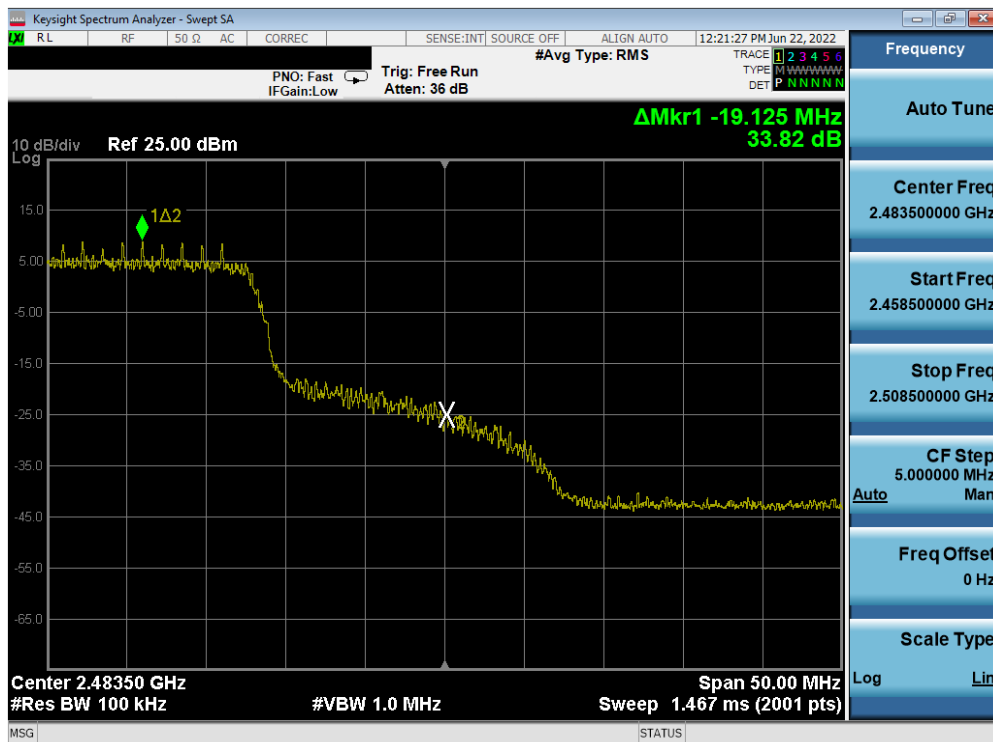 Keysight Spectrum Analyzer - Swept SA
LXI RL RF 50 Ω AC CORREC SENSE:INT SOURCE OFF ALIGN AUTO 12:21:27 PM Jun 22, 2022
#Avg Type: RMS
TRACE 1 2 3 4 5 6
PNO: Fast Trig: Free Run
TYPE M W W W W W
IFGain:Low Atten: 36 dB
DET P N N N N N
ΔMkr1 -19.125 MHz
33.82 dB
10 dB/div Ref 25.00 dBm
Log
1Δ2
15.0
5.00
-5.00
-15.0
-25.0
-35.0
-45.0
-55.0
-65.0
Center 2.48350 GHz Span 50.00 MHz
#Res BW 100 kHz #VBW 1.0 MHz Sweep 1.467 ms (2001 pts)
MSG STATUS
Frequency
Auto Tune
Center Freq
2.483500000 GHz
Start Freq
2.458500000 GHz
Stop Freq
2.508500000 GHz
CF Step
5.000000 MHz
Auto Man
Freq Offset
0 Hz
Scale Type
Log Lin